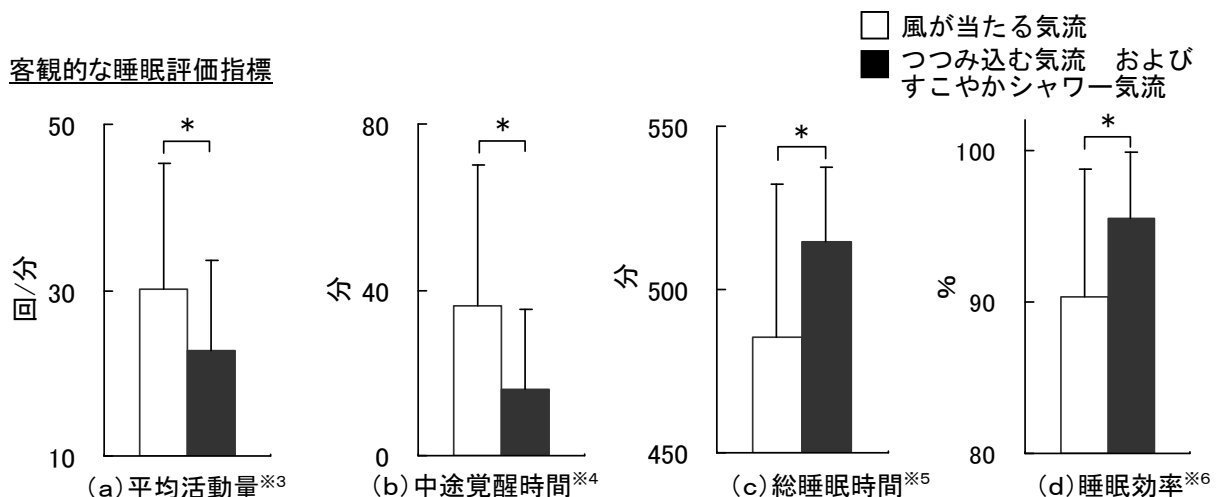 風が当たる気流
つつみ込む気流　および
すこやかシャワー気流
客観的な睡眠評価指標
50
30
10
回/分
*
(a)平均活動量※3
80
40
0
分
*
(b)中途覚醒時間※4
550
500
450
分
*
(c)総睡眠時間※5
100
90
80
%
*
(d)睡眠効率※6